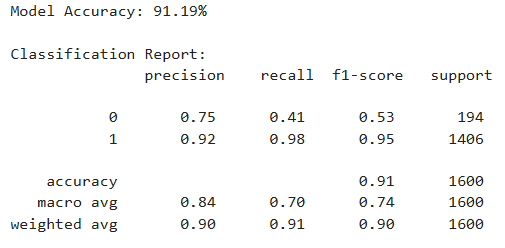 Model Accuracy: 91.19%
Classification Report:
precision recall f1-score support
0 0.75 0.41 0.53 194
1 0.92 0.98 0.95 1406
accuracy 0.91 1600
macro avg 0.84 0.70 0.74 1600
weighted avg 0.90 0.91 0.90 1600